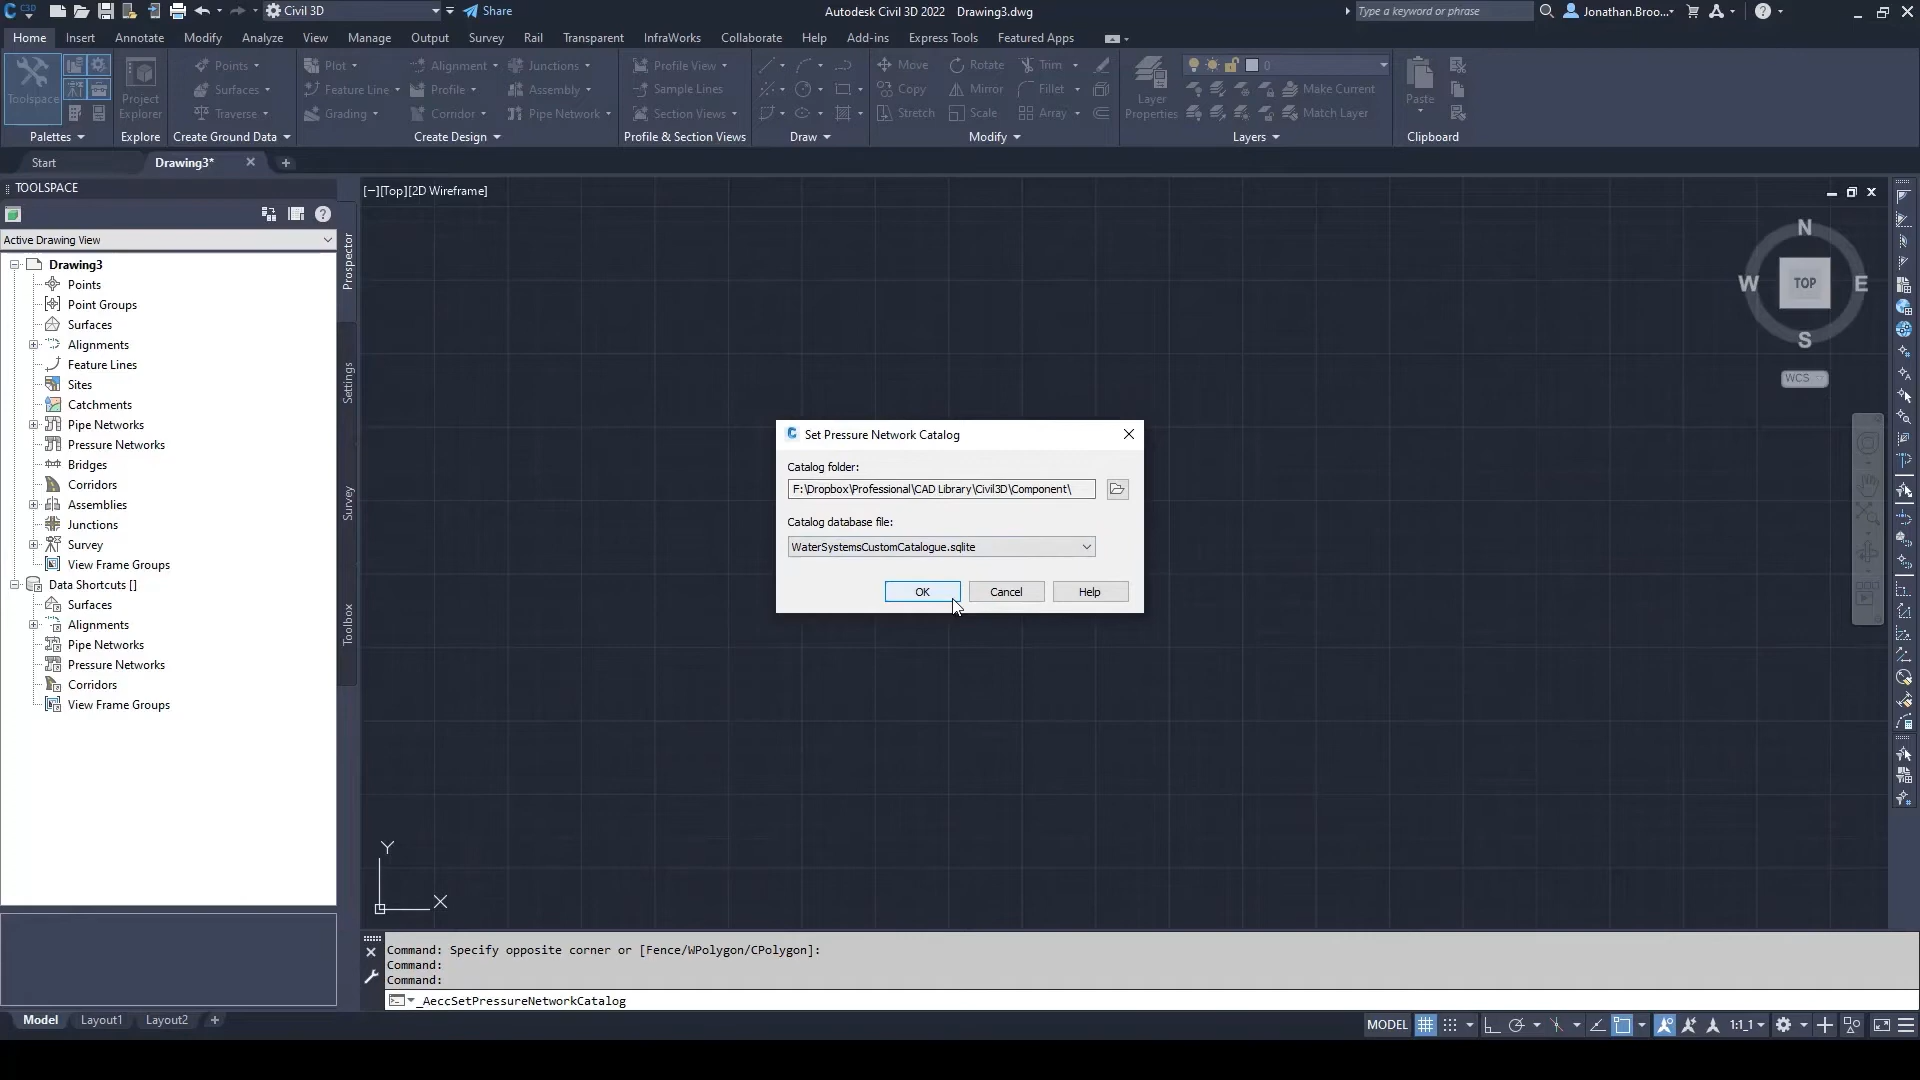 C3D
Civil 3D
Share
Autodesk Civil 3D 2022 Drawing3.dwg
Type a keyword or phrase
Jonathan.Broo...
Home Insert Annotate Modify Analyze View Manage Output Survey Rail Transparent InfraWorks Collaborate Help Add-ins Express Tools Featured Apps
Toolspace
Palettes
Project
Explorer
Explore
Points
Surfaces
Traverse
Create Ground Data
Plot Alignment Junctions
Feature Line Profile Assembly
Grading Corridor Pipe Network
Create Design
Profile View
Sample Lines
Section Views
Profile & Section Views
Draw
Move Rotate Trim
Copy Mirror Fillet
Stretch Scale Array
Modify
Layer
Properties
0
Make Current
Match Layer
Layers
Paste
Clipboard
Start
Drawing3*
TOOLSPACE
Active Drawing View
Drawing3
Points
Point Groups
Surfaces
Alignments
Feature Lines
Sites
Catchments
Pipe Networks
Pressure Networks
Bridges
Corridors
Assemblies
Junctions
Survey
View Frame Groups
Data Shortcuts []
Surfaces
Alignments
Pipe Networks
Pressure Networks
Corridors
View Frame Groups
Prospector
Settings
Survey
Toolbox
[−][Top][2D Wireframe]
N
W TOP E
S
WCS
Set Pressure Network Catalog
Catalog folder:
F:\Dropbox\Professional\CAD Library\Civil3D\Component\
Catalog database file:
WaterSystemsCustomCatalogue.sqlite
OK Cancel Help
Y
X
Command: Specify opposite corner or [Fence/WPolygon/CPolygon]:
Command:
Command:
_AeccSetPressureNetworkCatalog
Model Layout1 Layout2
MODEL
1:1_1